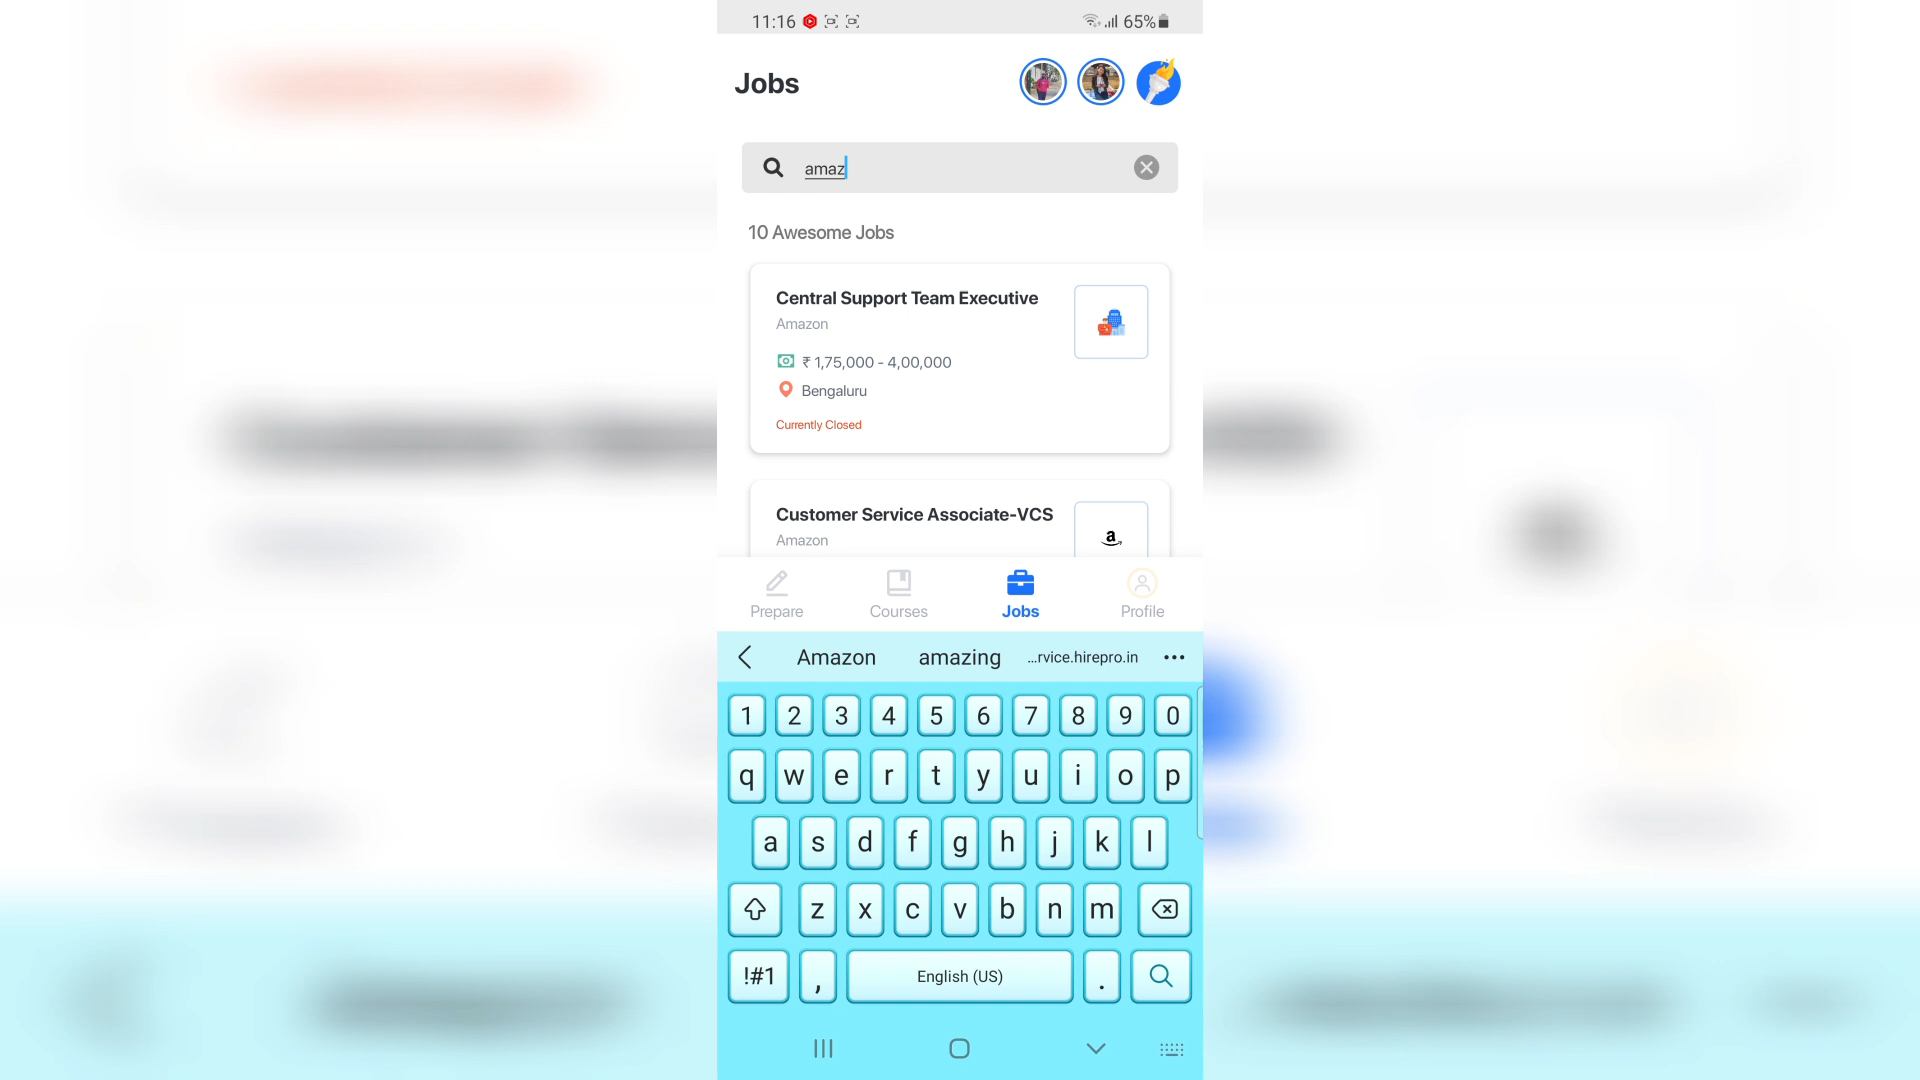 11:16 65%
Jobs
amaz
10 Awesome Jobs
Central Support Team Executive
Amazon
₹ 1,75,000 - 4,00,000
Bengaluru
Currently Closed
Customer Service Associate-VCS
Amazon
a
Prepare Courses Jobs Profile
Amazon amazing ...rvice.hirepro.in
1 2 3 4 5 6 7 8 9 0
q w e r t y u i o p
a s d f g h j k l
z x c v b n m
!#1 , English (US) .